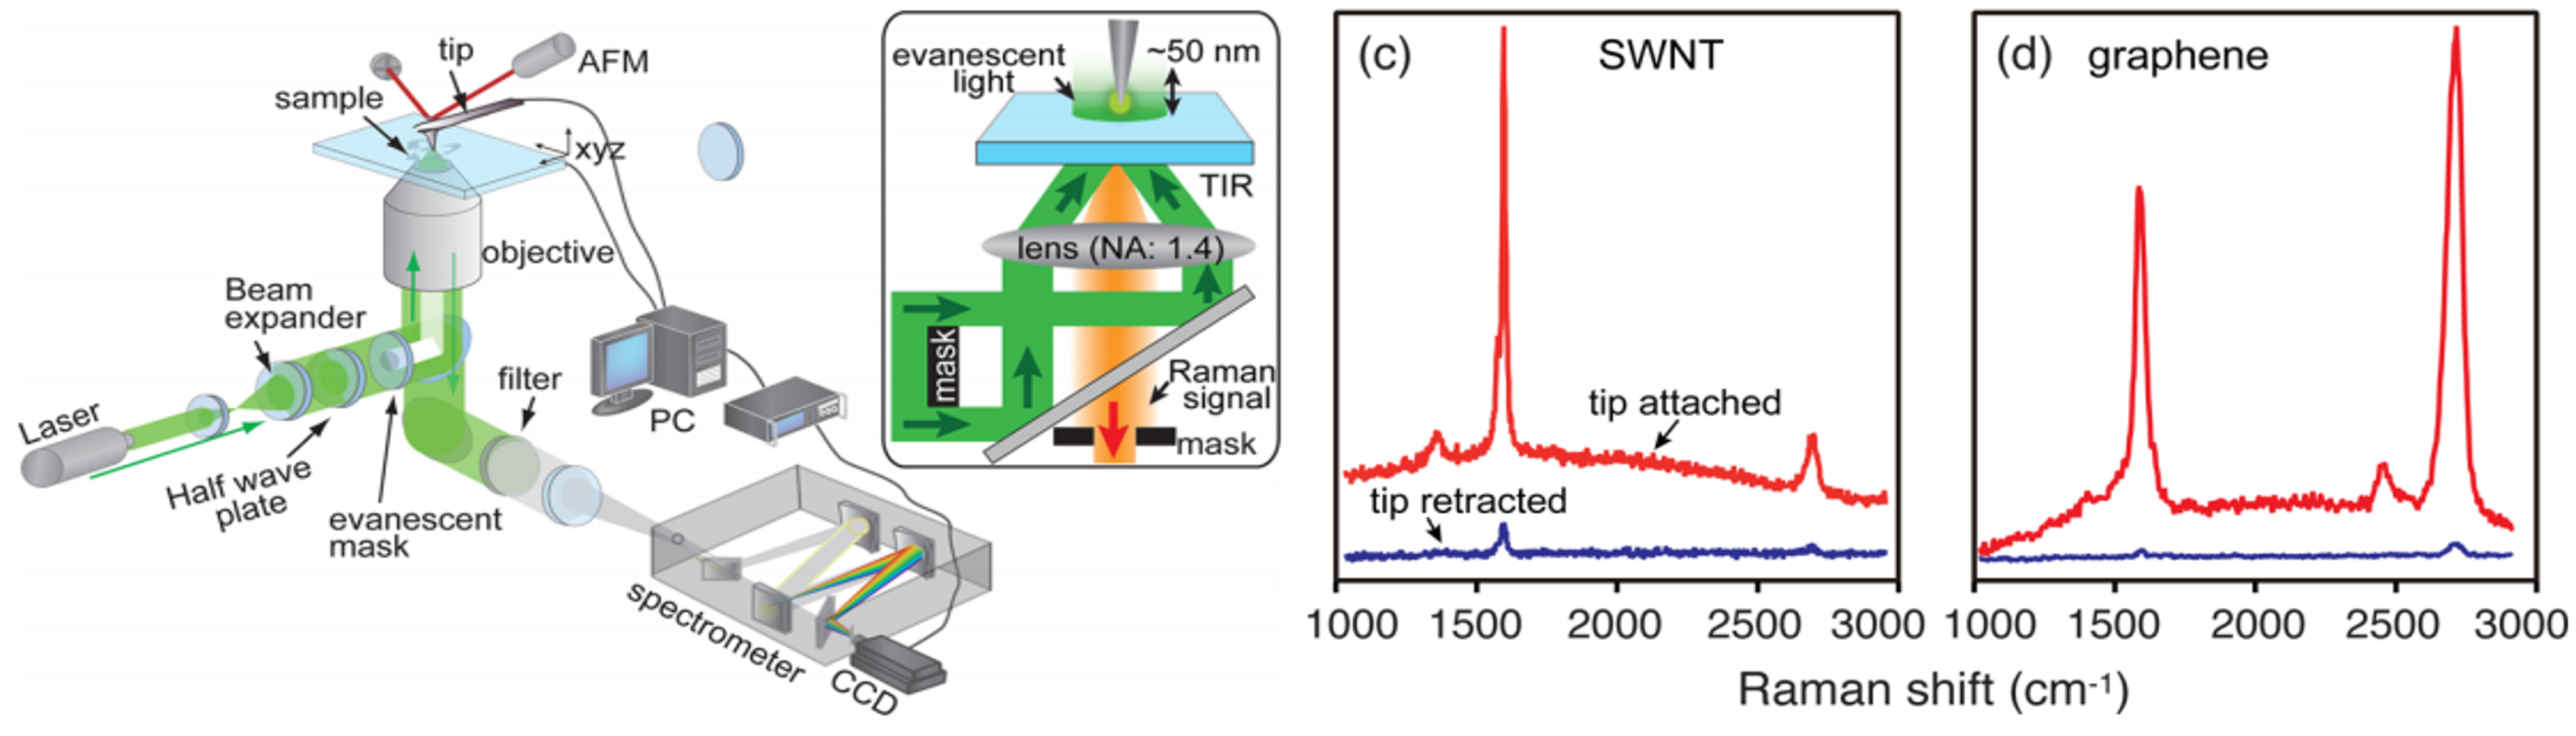 tip
AFM
sample
xyz
objective
Beam
expander
Laser
Half wave
plate
evanescent
mask
filter
PC
spectrometer
CCD
evanescent
light
~50 nm
TIR
lens (NA: 1.4)
mask
Raman
signal
mask
(c) SWNT
tip attached
tip retracted
1000 1500 2000 2500 3000
(d) graphene
1000 1500 2000 2500 3000
Raman shift (cm-1)